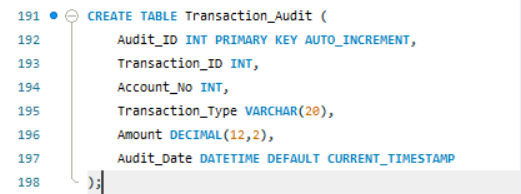 191 CREATE TABLE Transaction_Audit (
192 Audit_ID INT PRIMARY KEY AUTO_INCREMENT,
193 Transaction_ID INT,
194 Account_No INT,
195 Transaction_Type VARCHAR(20),
196 Amount DECIMAL(12,2),
197 Audit_Date DATETIME DEFAULT CURRENT_TIMESTAMP
198 );